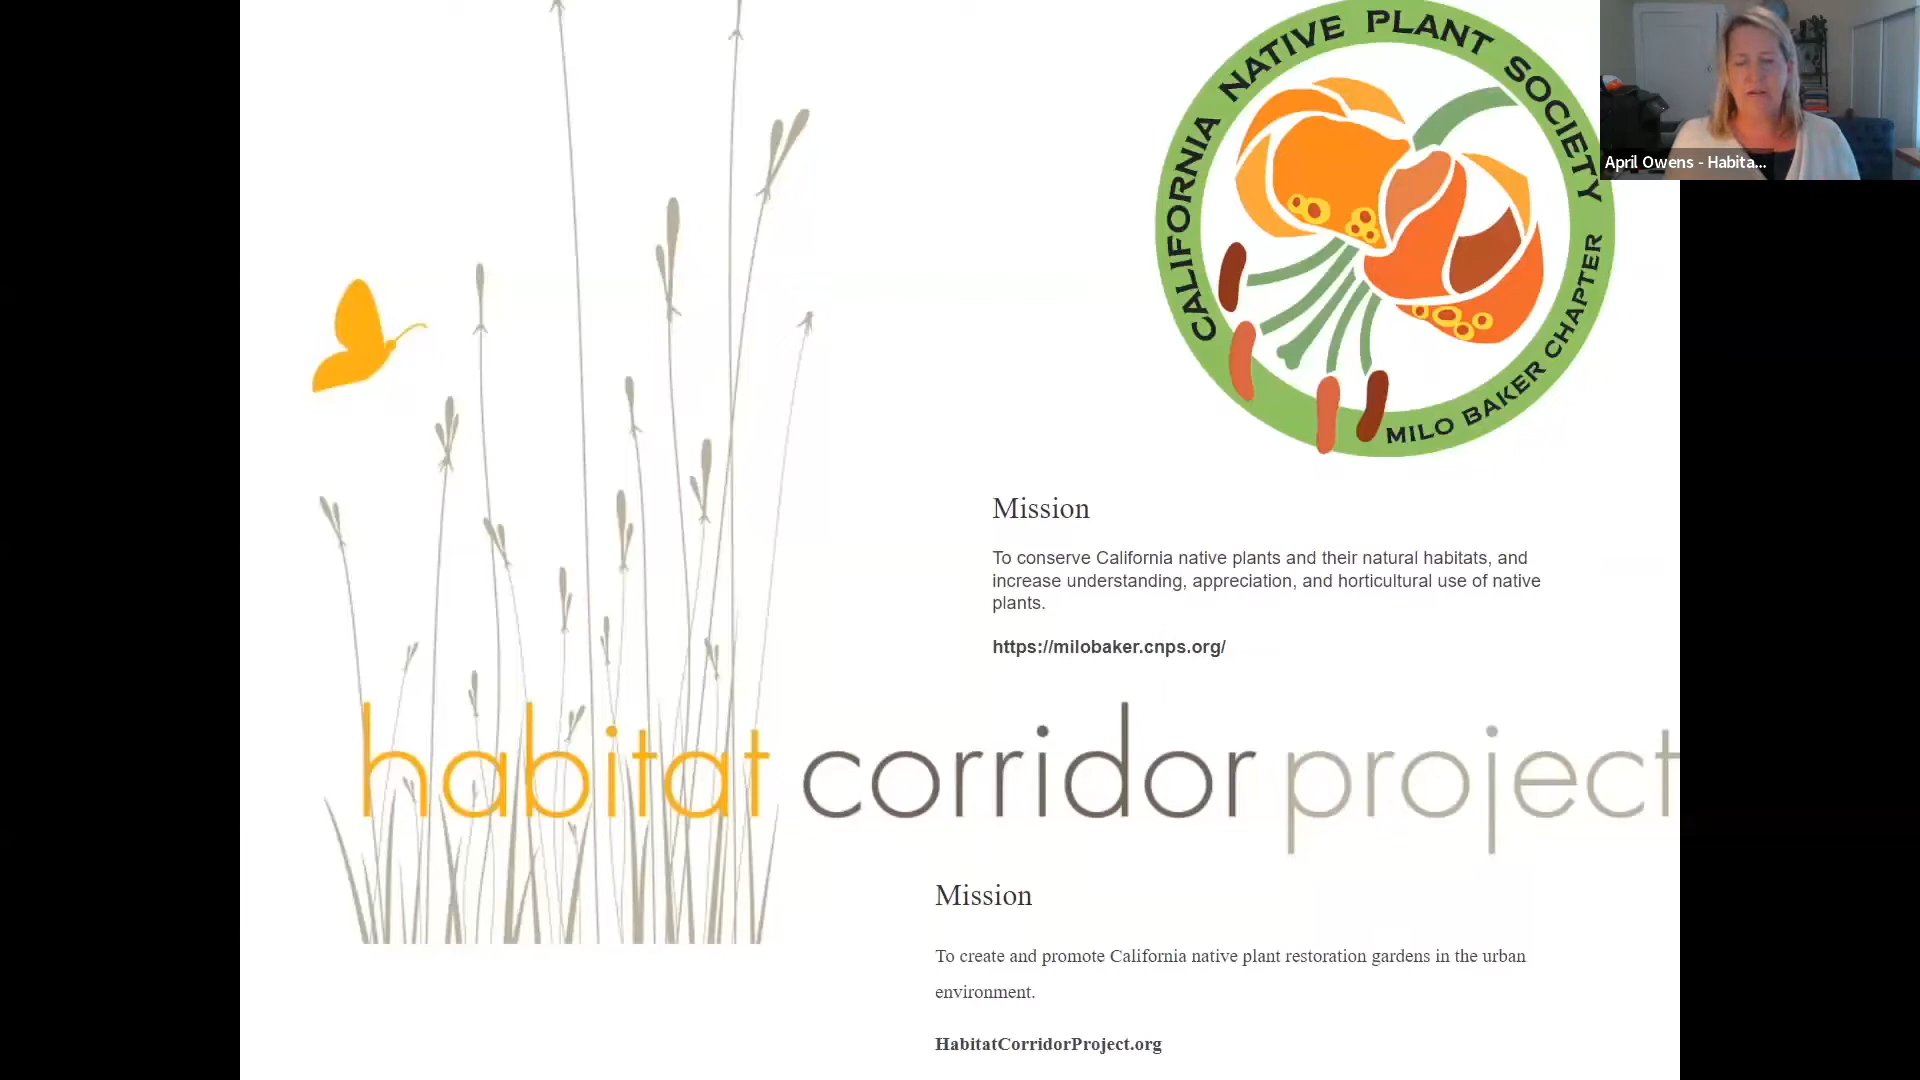 CALIFORNIA NATIVE PLANT SOCIETY
MILO BAKER CHAPTER
April Owens - Habita...
Mission
To conserve California native plants and their natural habitats, and
increase understanding, appreciation, and horticultural use of native
plants.
https://milobaker.cnps.org/
habitat corridor project
Mission
To create and promote California native plant restoration gardens in the urban
environment.
HabitatCorridorProject.org